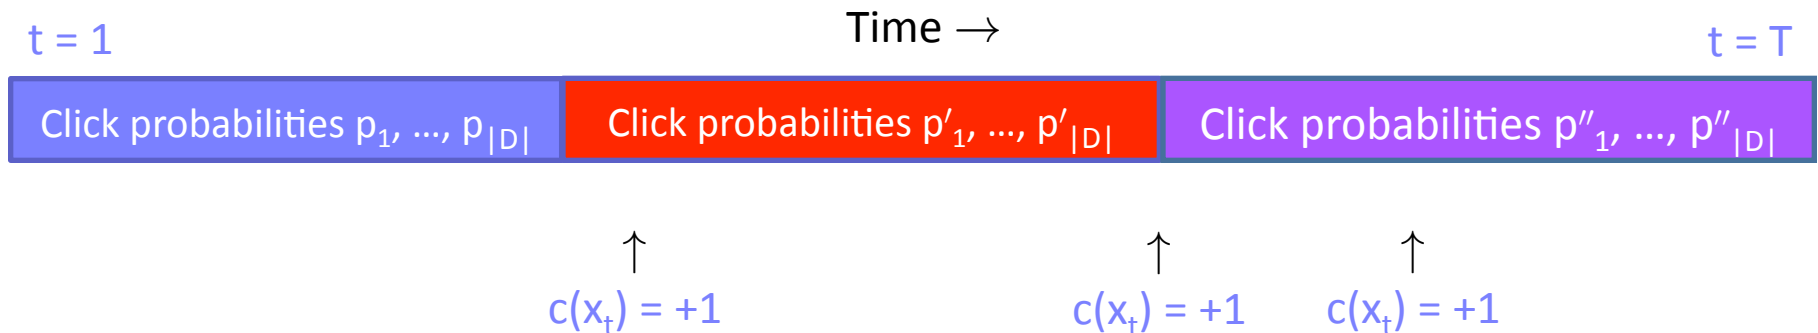 Time →
t = 1
t = T
Click probabilities p₁, …, p|D|
Click probabilities p′₁, …, p′|D|
Click probabilities p″₁, …, p″|D|
↑ ↑ ↑
c(xₜ) = +1
c(xₜ) = +1
c(xₜ) = +1